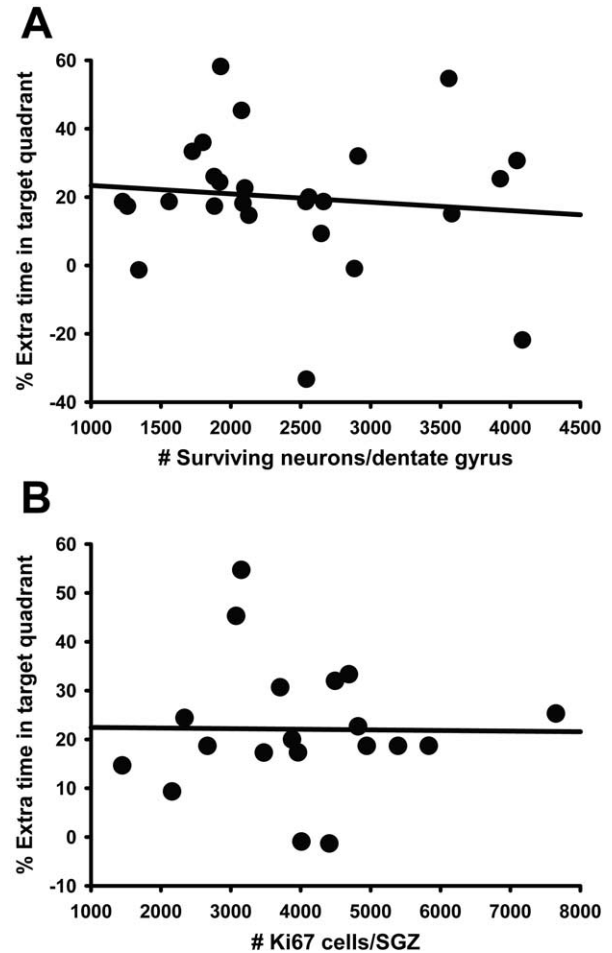 A
% Extra time in target quadrant
60
40
20
0
-20
-40
1000 1500 2000 2500 3000 3500 4000 4500
# Surviving neurons/dentate gyrus
B
% Extra time in target quadrant
60
50
40
30
20
10
0
-10
1000 2000 3000 4000 5000 6000 7000 8000
# Ki67 cells/SGZ